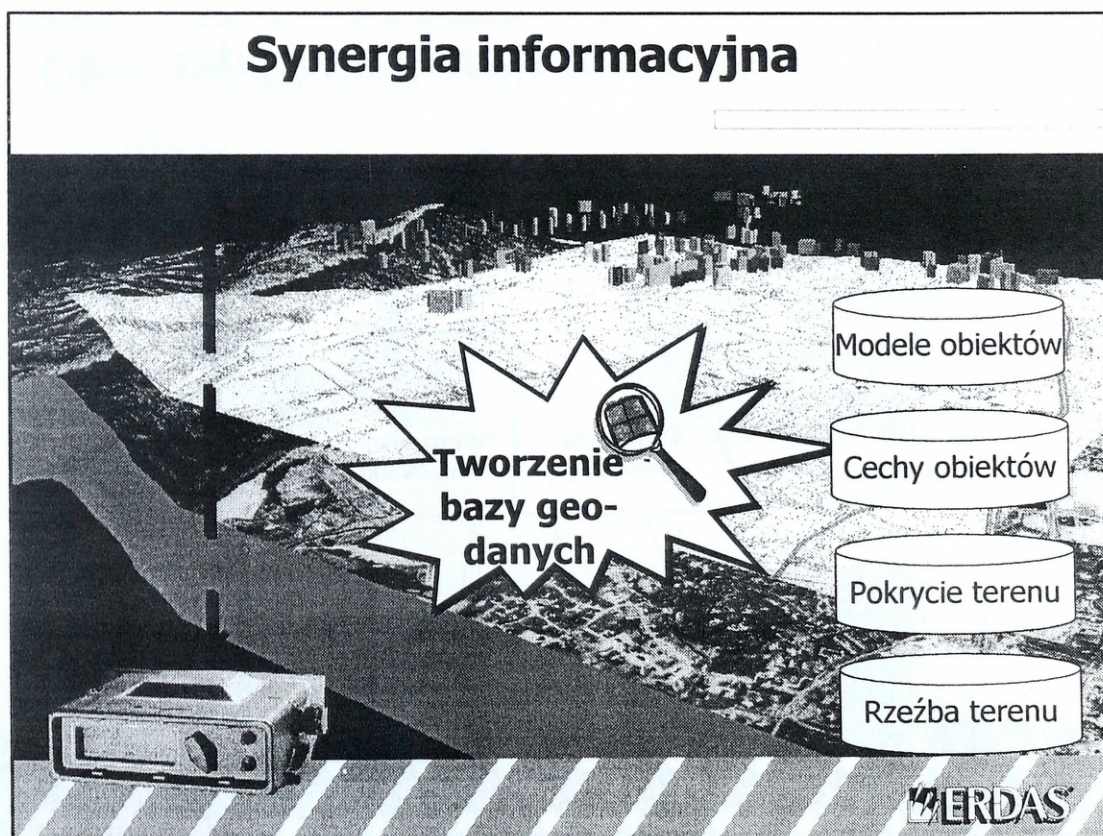 Synergia informacyjna
Modele obiektów
Cechy obiektów
Tworzenie
bazy geo-
danych
Pokrycie terenu
Rzeźba terenu
ERDAS